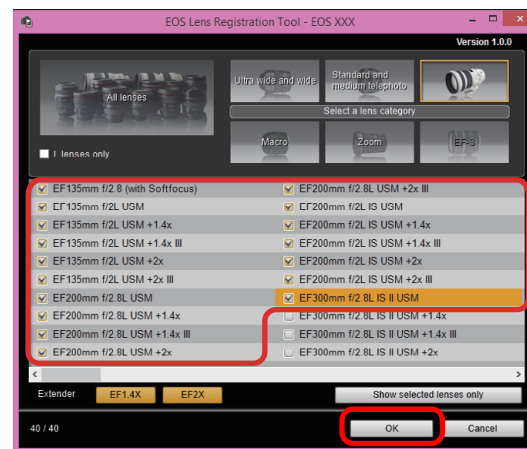 EOS Lens Registration Tool - EOS XXX
Version 1.0.0
All lenses
Ultra wide and wide
Standard and
medium telephoto
Select a lens category
L lenses only
Macro
Zoom
EF-S
EF135mm f/2.8 (with Softfocus)
EF135mm f/2L USM
EF135mm f/2L USM +1.4x
EF135mm f/2L USM +1.4x III
EF135mm f/2L USM +2x
EF135mm f/2L USM +2x III
EF200mm f/2.8L USM
EF200mm f/2.8L USM +1.4x
EF200mm f/2.8L USM +1.4x III
EF200mm f/2.8L USM +2x
EF200mm f/2.8L USM +2x III
EF200mm f/2L IS USM
EF200mm f/2L IS USM +1.4x
EF200mm f/2L IS USM +1.4x III
EF200mm f/2L IS USM +2x
EF200mm f/2L IS USM +2x III
EF300mm f/2.8L IS II USM
EF300mm f/2.8L IS II USM +1.4x
EF300mm f/2.8L IS II USM +1.4x III
EF300mm f/2.8L IS II USM +2x
Extender
EF1.4X
EF2X
Show selected lenses only
40 / 40
OK
Cancel